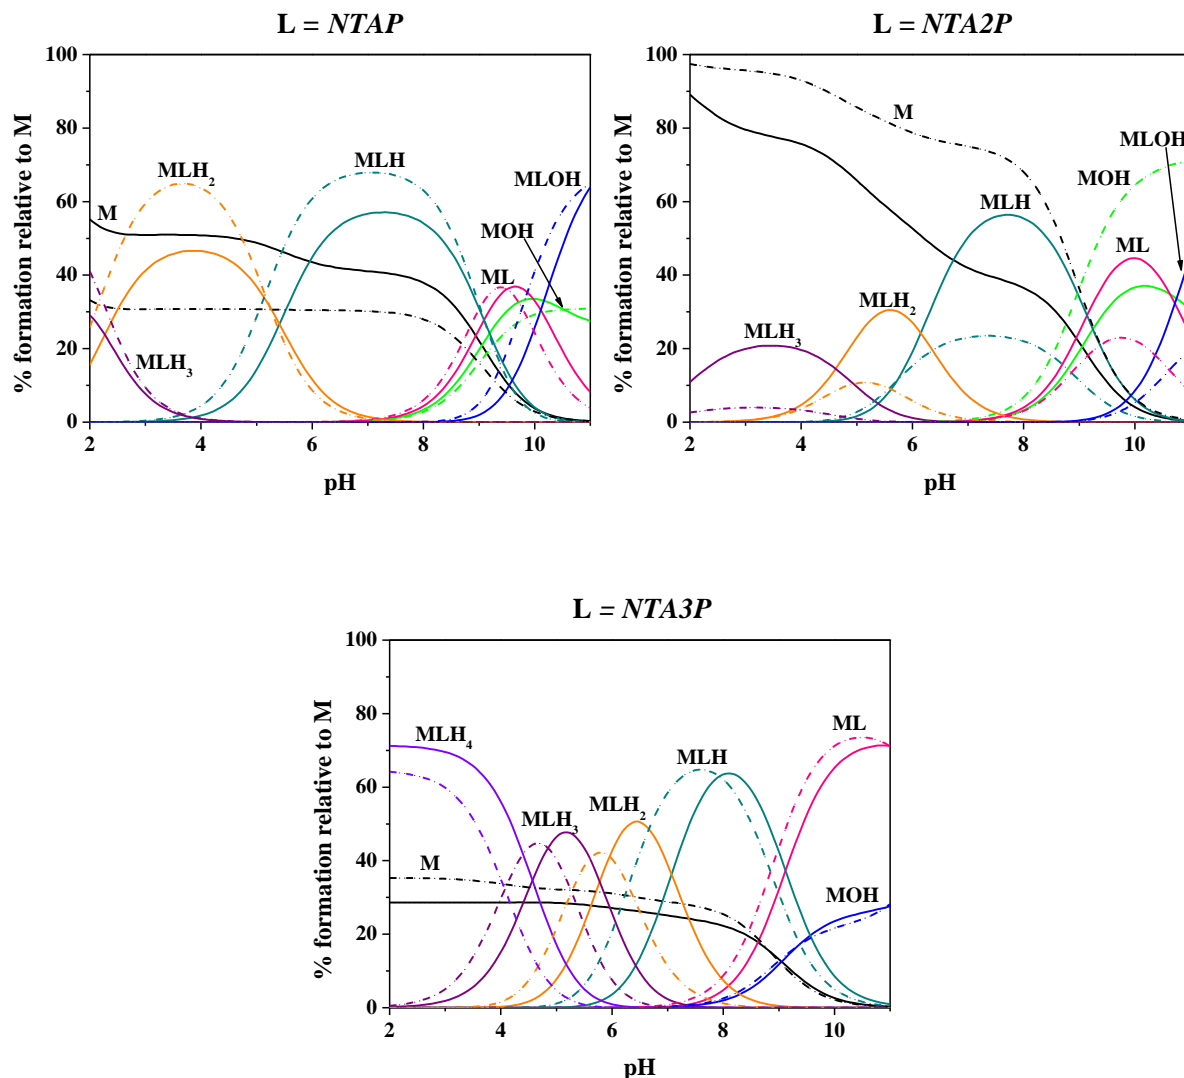 L = NTAP
% formation relative to M
100
80
60
40
20
0
M
MLH3
MLH2
MLH
ML
MOH
MLOH
2 4 6 8 10
pH
L = NTA2P
% formation relative to M
100
80
60
40
20
0
M
MLH3
MLH2
MLH
MOH
ML
MLOH
2 4 6 8 10
pH
L = NTA3P
% formation relative to M
100
80
60
40
20
0
MLH4
M
MLH3
MLH2
MLH
ML
MOH
2 4 6 8 10
pH